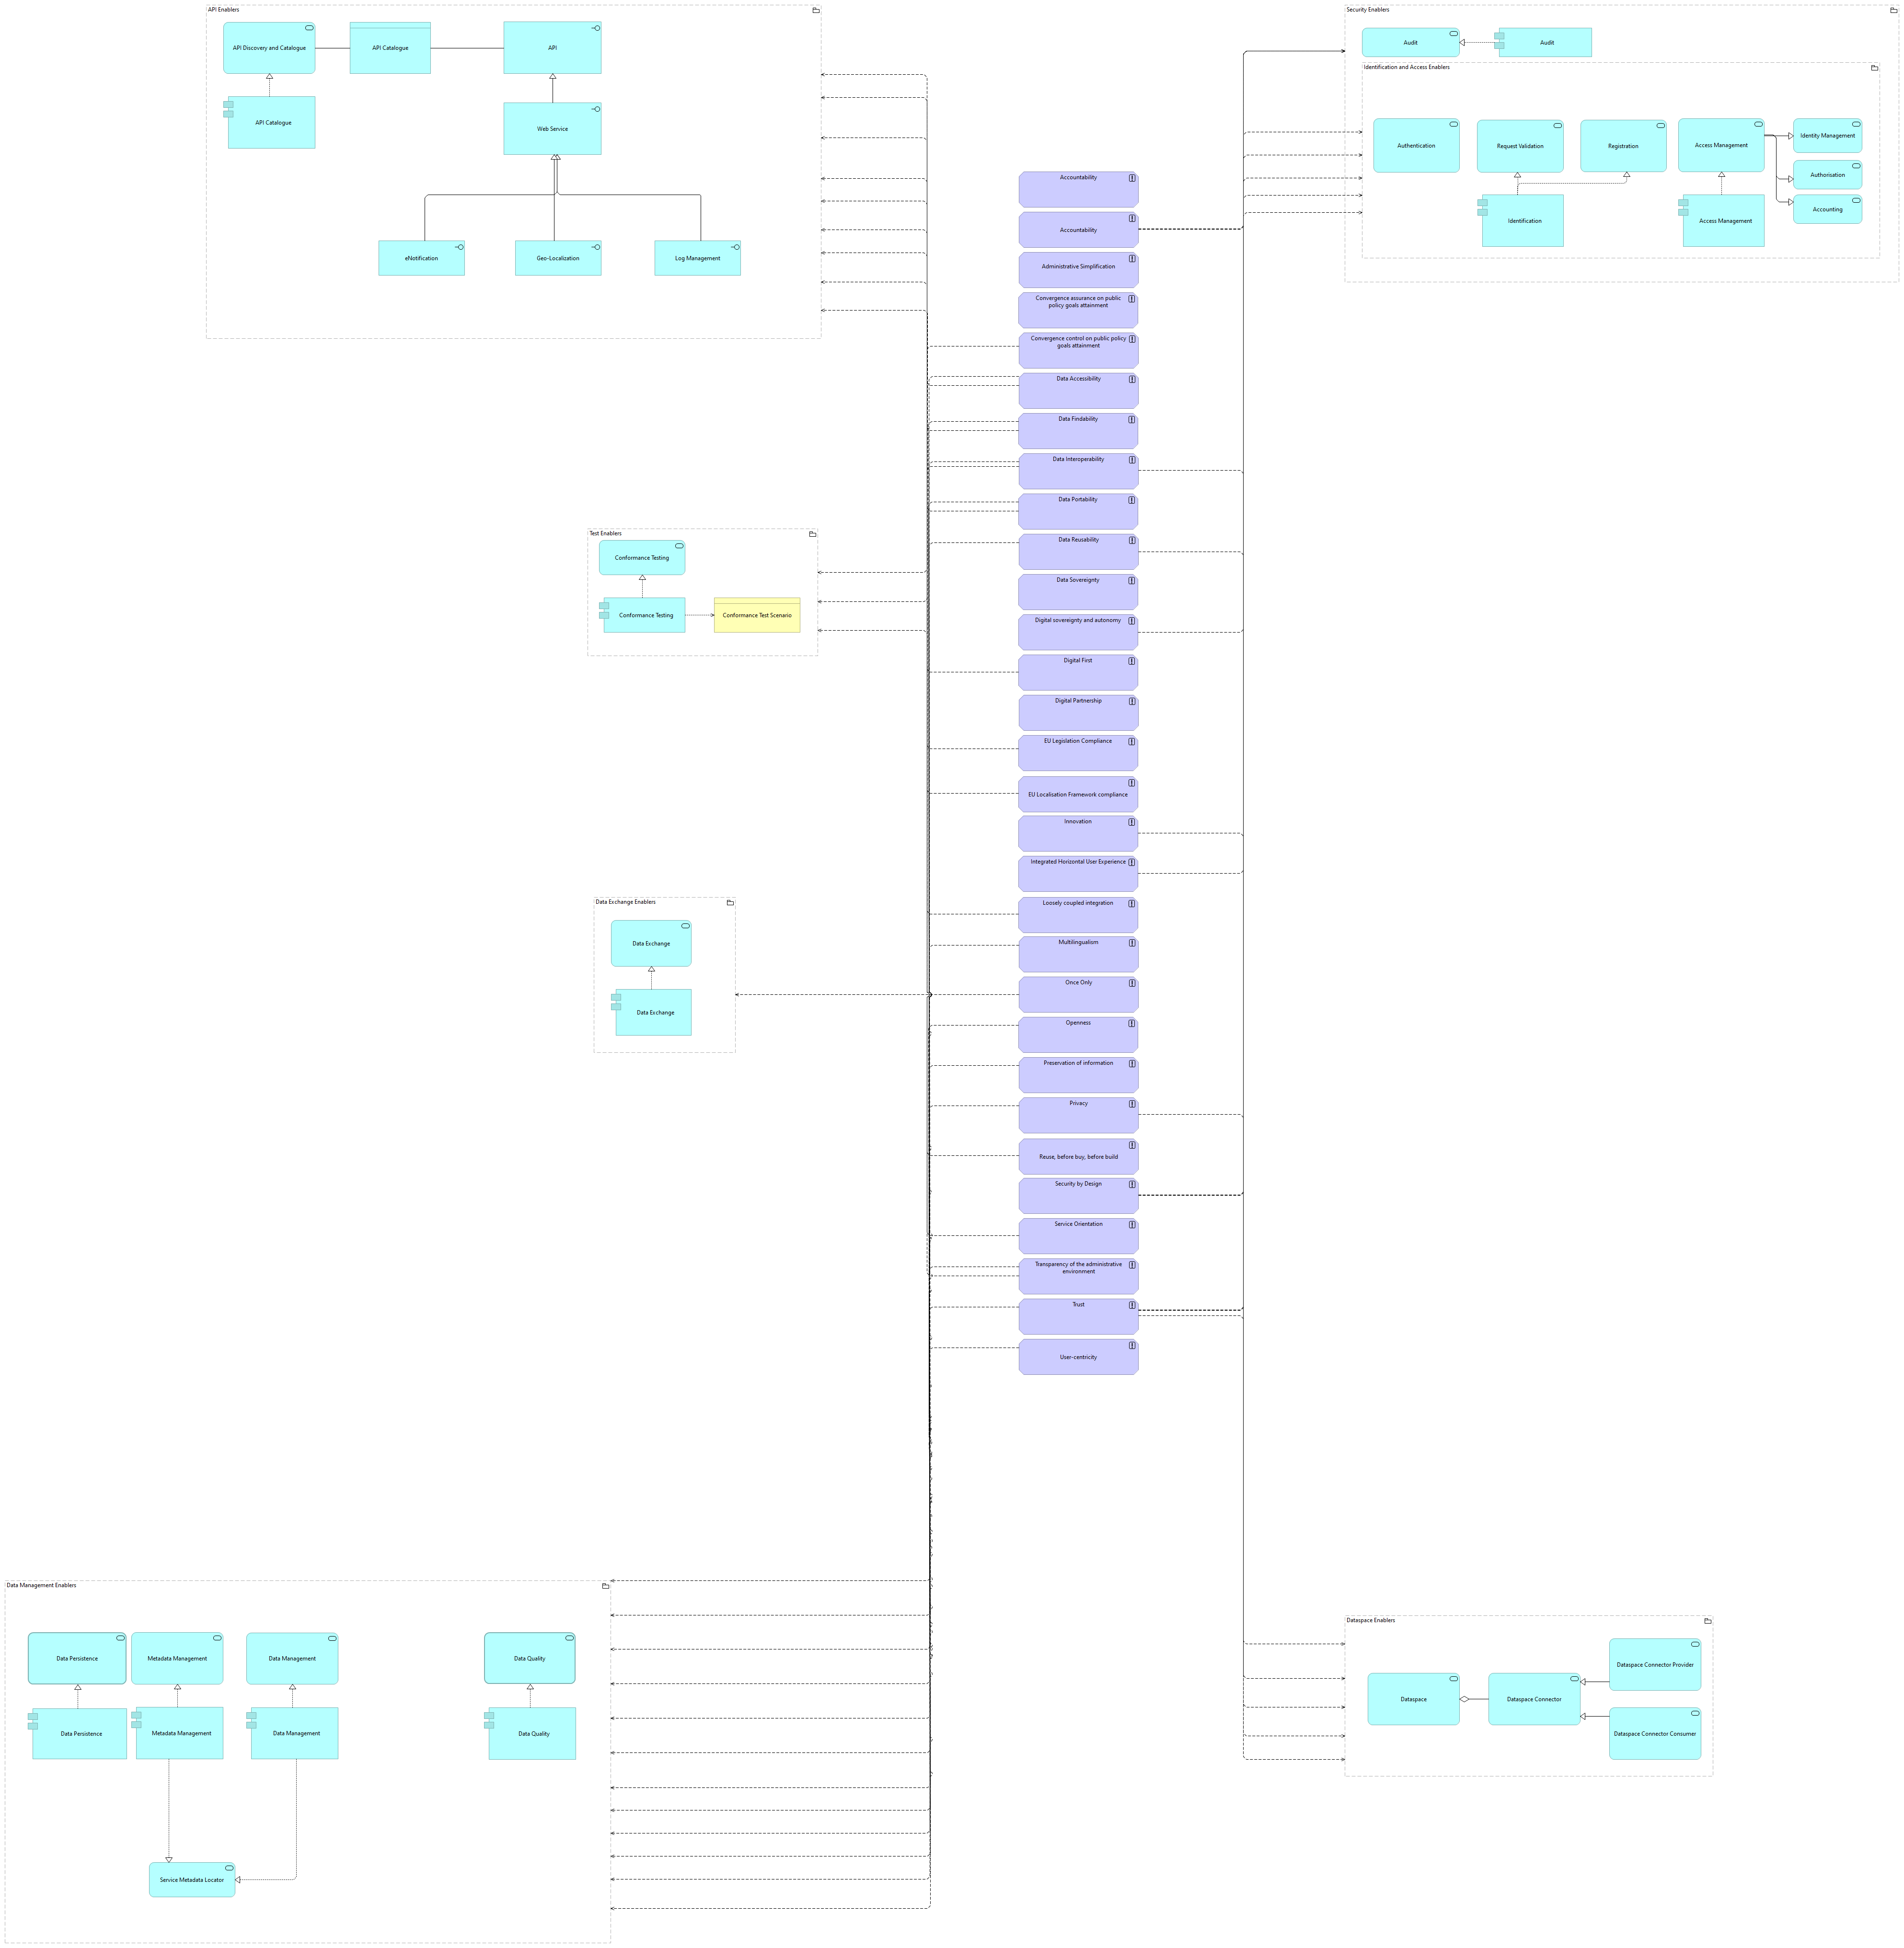 API Enablers
API Discovery and Catalogue
API Catalogue
API
API Catalogue
Web Service
eNotification
Geo-Localization
Log Management
Security Enablers
Audit
Audit
Identification and Access Enablers
Authentication
Request Validation
Registration
Access Management
Identity Management
Authorisation
Accounting
Identification
Access Management
Accountability
Accountability
Administrative Simplification
Convergence assurance on public
policy goals attainment
Convergence control on public policy
goals attainment
Data Accessibility
Data Findability
Data Interoperability
Data Portability
Data Reusability
Data Sovereignty
Digital sovereignty and autonomy
Digital First
Digital Partnership
EU Legislation Compliance
EU Localisation Framework compliance
Innovation
Integrated Horizontal User Experience
Loosely coupled integration
Multilingualism
Once Only
Openness
Preservation of information
Privacy
Reuse, before buy, before build
Security by Design
Service Orientation
Transparency of the administrative
environment
Trust
User-centricity
Test Enablers
Conformance Testing
Conformance Testing
Conformance Test Scenario
Data Exchange Enablers
Data Exchange
Data Exchange
Data Management Enablers
Data Persistence
Metadata Management
Data Management
Data Quality
Data Persistence
Metadata Management
Data Management
Data Quality
Service Metadata Locator
Dataspace Enablers
Dataspace
Dataspace Connector
Dataspace Connector Provider
Dataspace Connector Consumer